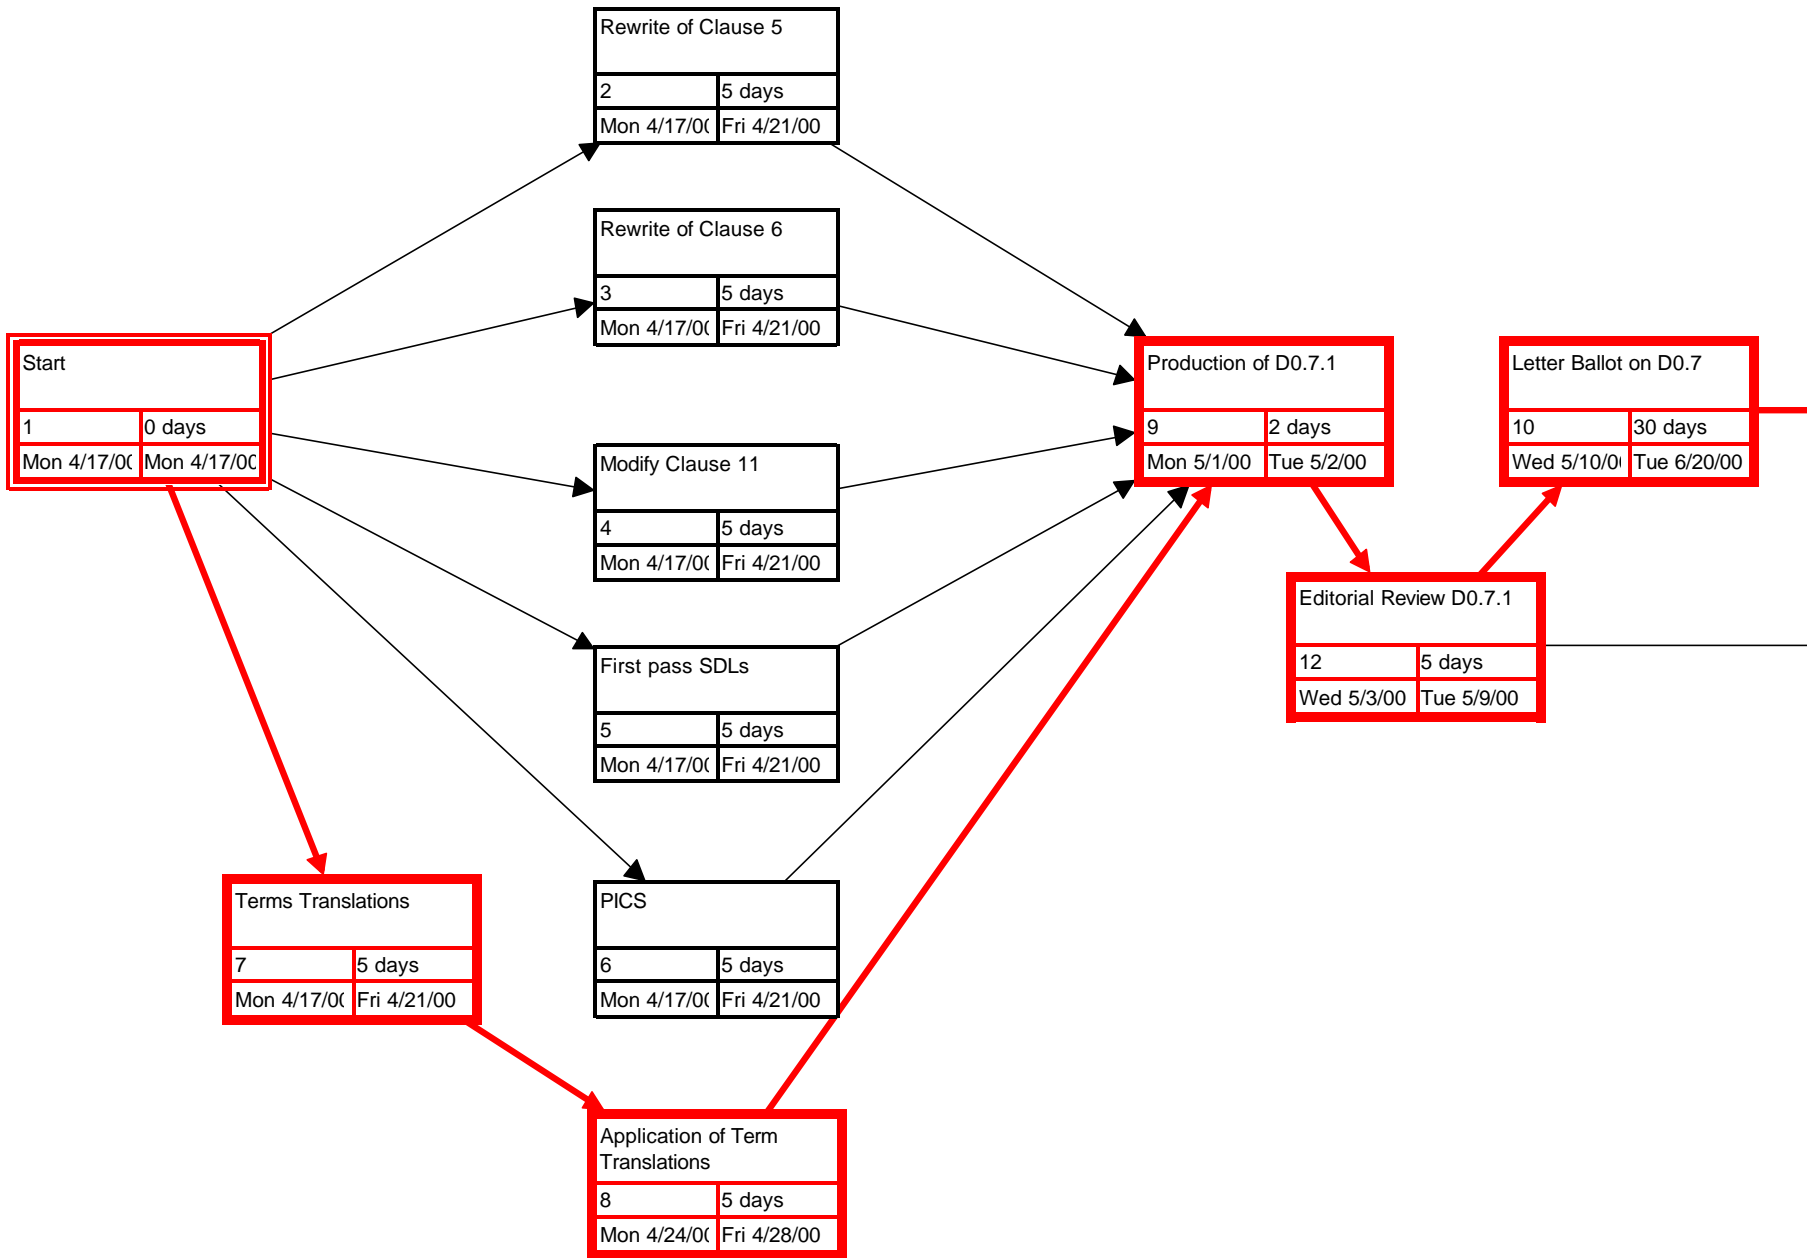 Rewrite of Clause 5
2 5 days
Mon 4/17/0( Fri 4/21/00
Rewrite of Clause 6
3 5 days
Mon 4/17/0( Fri 4/21/00
Start
1 0 days
Mon 4/17/0( Mon 4/17/0(
Production of D0.7.1
9 2 days
Mon 5/1/00 Tue 5/2/00
Letter Ballot on D0.7
10 30 days
Wed 5/10/0( Tue 6/20/00
Modify Clause 11
4 5 days
Mon 4/17/0( Fri 4/21/00
Editorial Review D0.7.1
12 5 days
Wed 5/3/00 Tue 5/9/00
First pass SDLs
5 5 days
Mon 4/17/0( Fri 4/21/00
Terms Translations
7 5 days
Mon 4/17/0( Fri 4/21/00
PICS
6 5 days
Mon 4/17/0( Fri 4/21/00
Application of Term
Translations
8 5 days
Mon 4/24/0( Fri 4/28/00